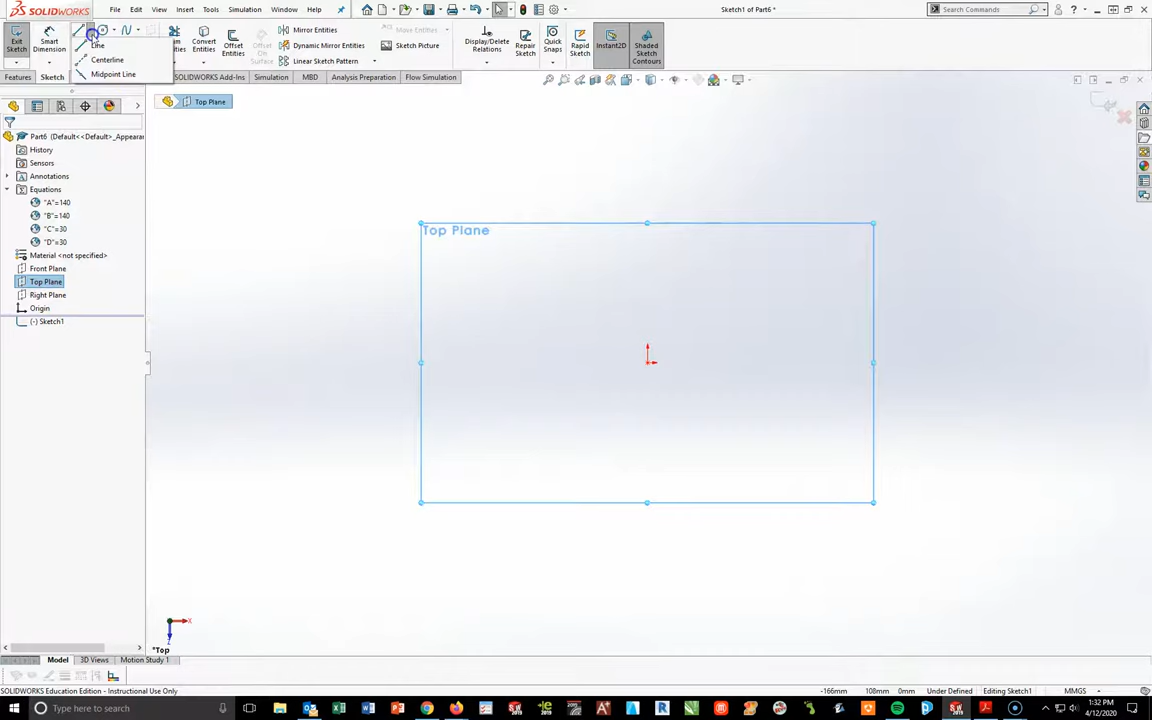 SOLIDWORKS File Edit View Insert Tools Simulation Window Help
Sketch1 of Part6 *
Search Commands
Exit Sketch
Smart Dimension
Line
Centerline
Midpoint Line
Convert Entities
Offset Entities
Offset On Surface
Mirror Entities
Dynamic Mirror Entities
Linear Sketch Pattern
Move Entities
Sketch Picture
Display/Delete Relations
Repair Sketch
Quick Snaps
Rapid Sketch
Instant2D
Shaded Sketch Contours
Features Sketch SOLIDWORKS Add-Ins Simulation MBD Analysis Preparation Flow Simulation
Top Plane
Part6 (Default<<Default>_Appearan
History
Sensors
Annotations
Equations
"A"=140
"B"=140
"C"=30
"D"=30
Material <not specified>
Front Plane
Top Plane
Right Plane
Origin
(-) Sketch1
Top Plane
*Top
Model 3D Views Motion Study 1
SOLIDWORKS Education Edition - Instructional Use Only
-166mm 108mm 0mm Under Defined Editing Sketch1 MMGS
Type here to search
1:32 PM
4/12/2020